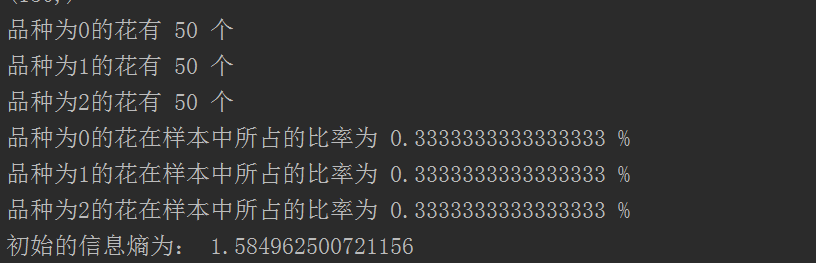 (150,)
品种为0的花有 50 个
品种为1的花有 50 个
品种为2的花有 50 个
品种为0的花在样本中所占的比率为 0.3333333333333333 %
品种为1的花在样本中所占的比率为 0.3333333333333333 %
品种为2的花在样本中所占的比率为 0.3333333333333333 %
初始的信息熵为: 1.584962500721156